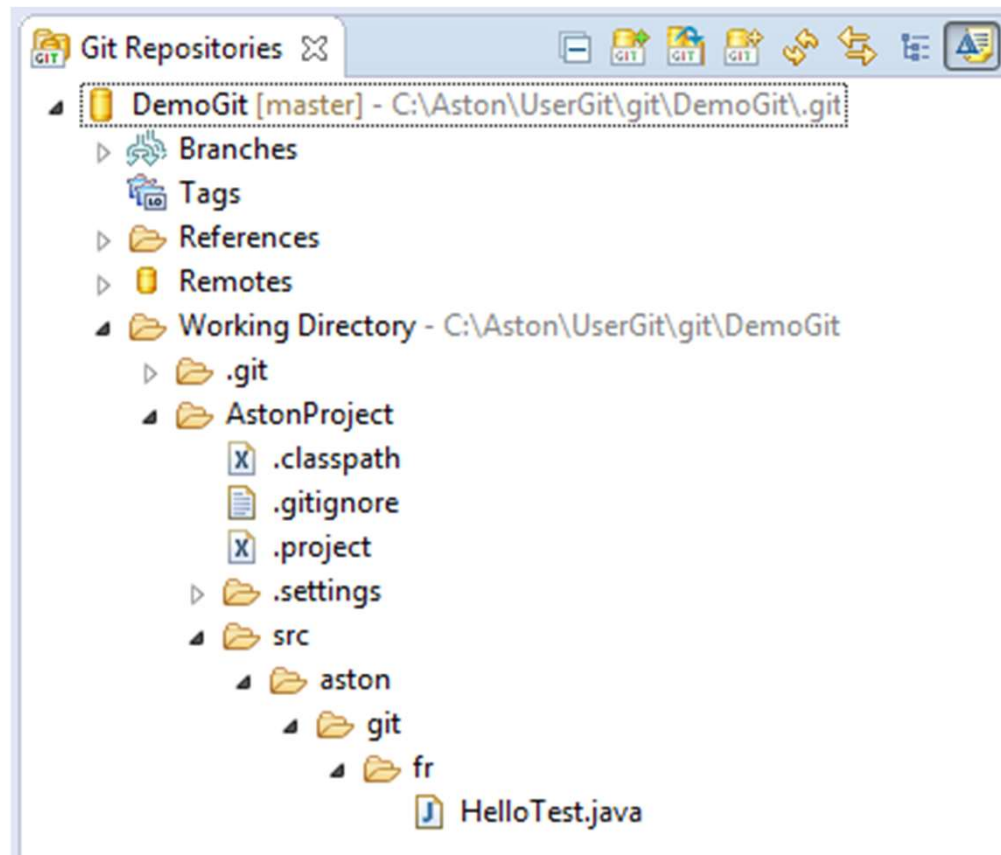 Git Repositories
DemoGit [master] - C:\Aston\UserGit\git\DemoGit\.git
Branches
Tags
References
Remotes
Working Directory - C:\Aston\UserGit\git\DemoGit
.git
AstonProject
.classpath
.gitignore
.project
.settings
src
aston
git
fr
HelloTest.java